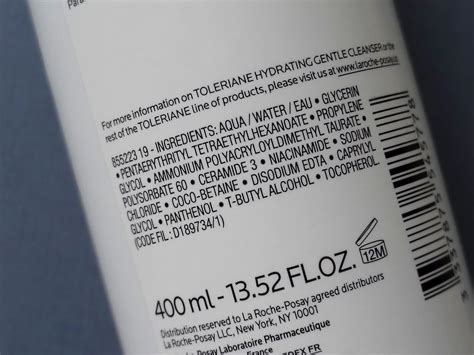 For more information on TOLERIANE HYDRATING GENTLE CLEANSER or the
rest of the TOLERIANE line of products, please visit us at www.laroche-posay
855223 19 - INGREDIENTS: AQUA / WATER / EAU • GLYCERIN
• PENTAERYTHRITYL TETRAETHYLHEXANOATE • PROPYLENE
GLYCOL • AMMONIUM POLYACRYLOYLDIMETHYL TAURATE •
POLYSORBATE 60 • CERAMIDE 3 • NIACINAMIDE • SODIUM
CHLORIDE • COCO-BETAINE • DISODIUM EDTA • CAPRYLYL
GLYCOL • PANTHENOL • T-BUTYL ALCOHOL • TOCOPHEROL
(CODE FIL : D189734/1)
12M
400 ml - 13.52 FL.OZ.
Distribution reserved to La Roche-Posay agreed distributors
La Roche-Posay LLC, New York, NY 10001
La Roche-Posay Laboratoire Pharmaceutique
France